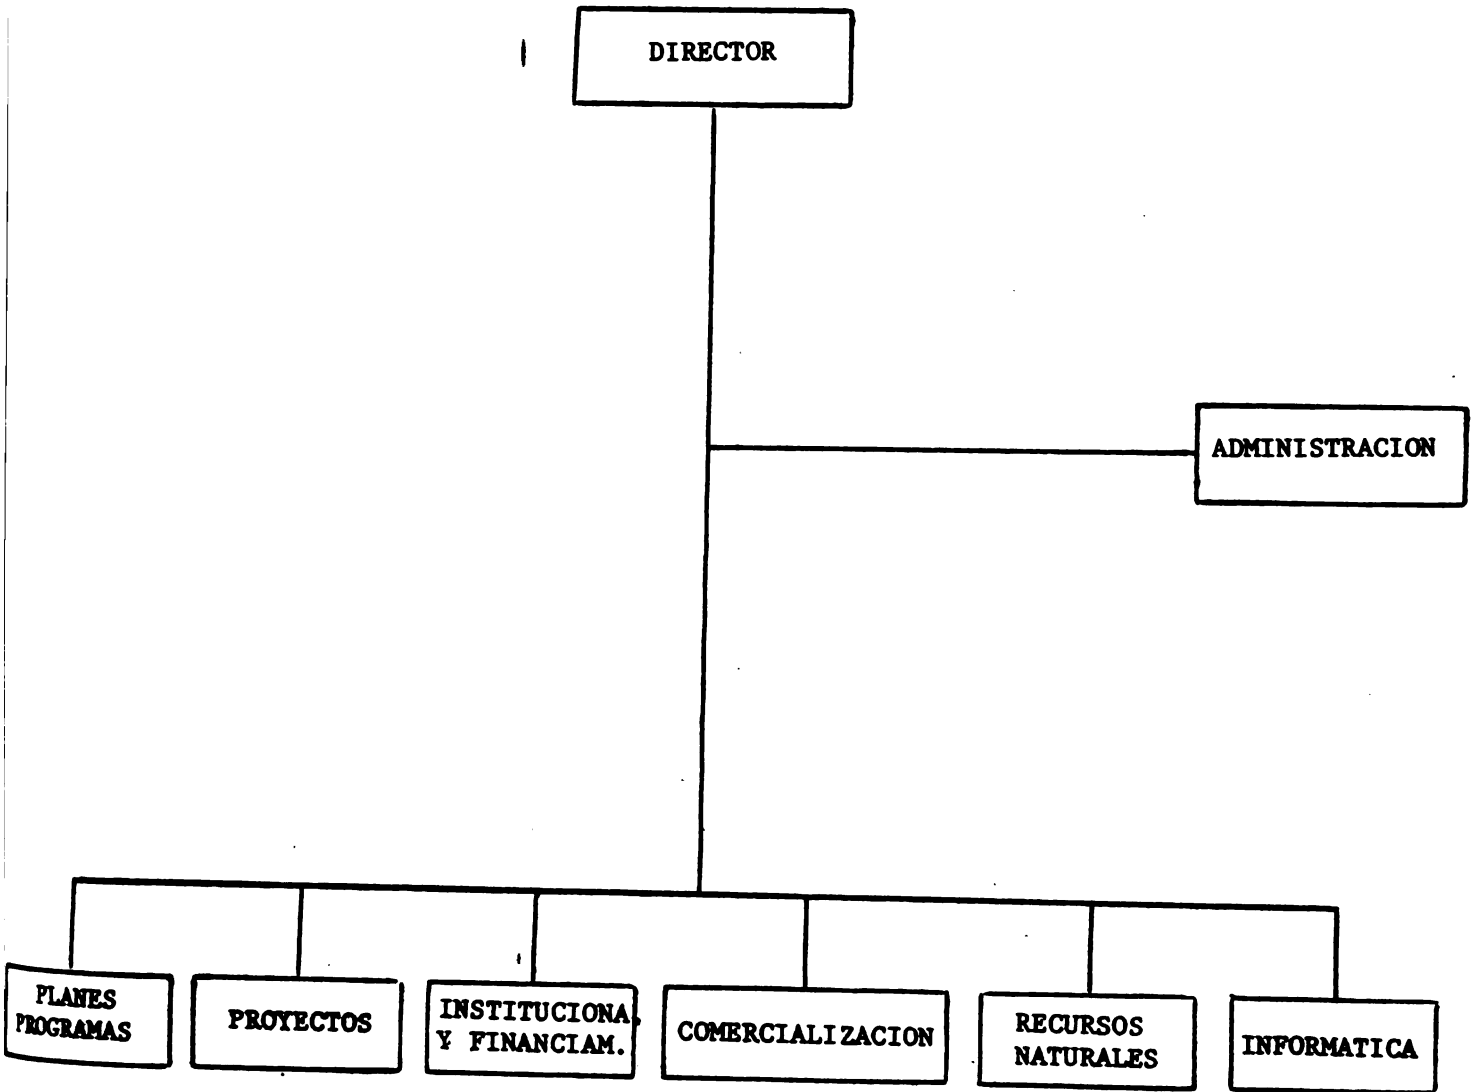 DIRECTOR
ADMINISTRACION
PLANES
PROGRAMAS
PROYECTOS
INSTITUCIONA.
Y FINANCIAM.
COMERCIALIZACION
RECURSOS
NATURALES
INFORMATICA